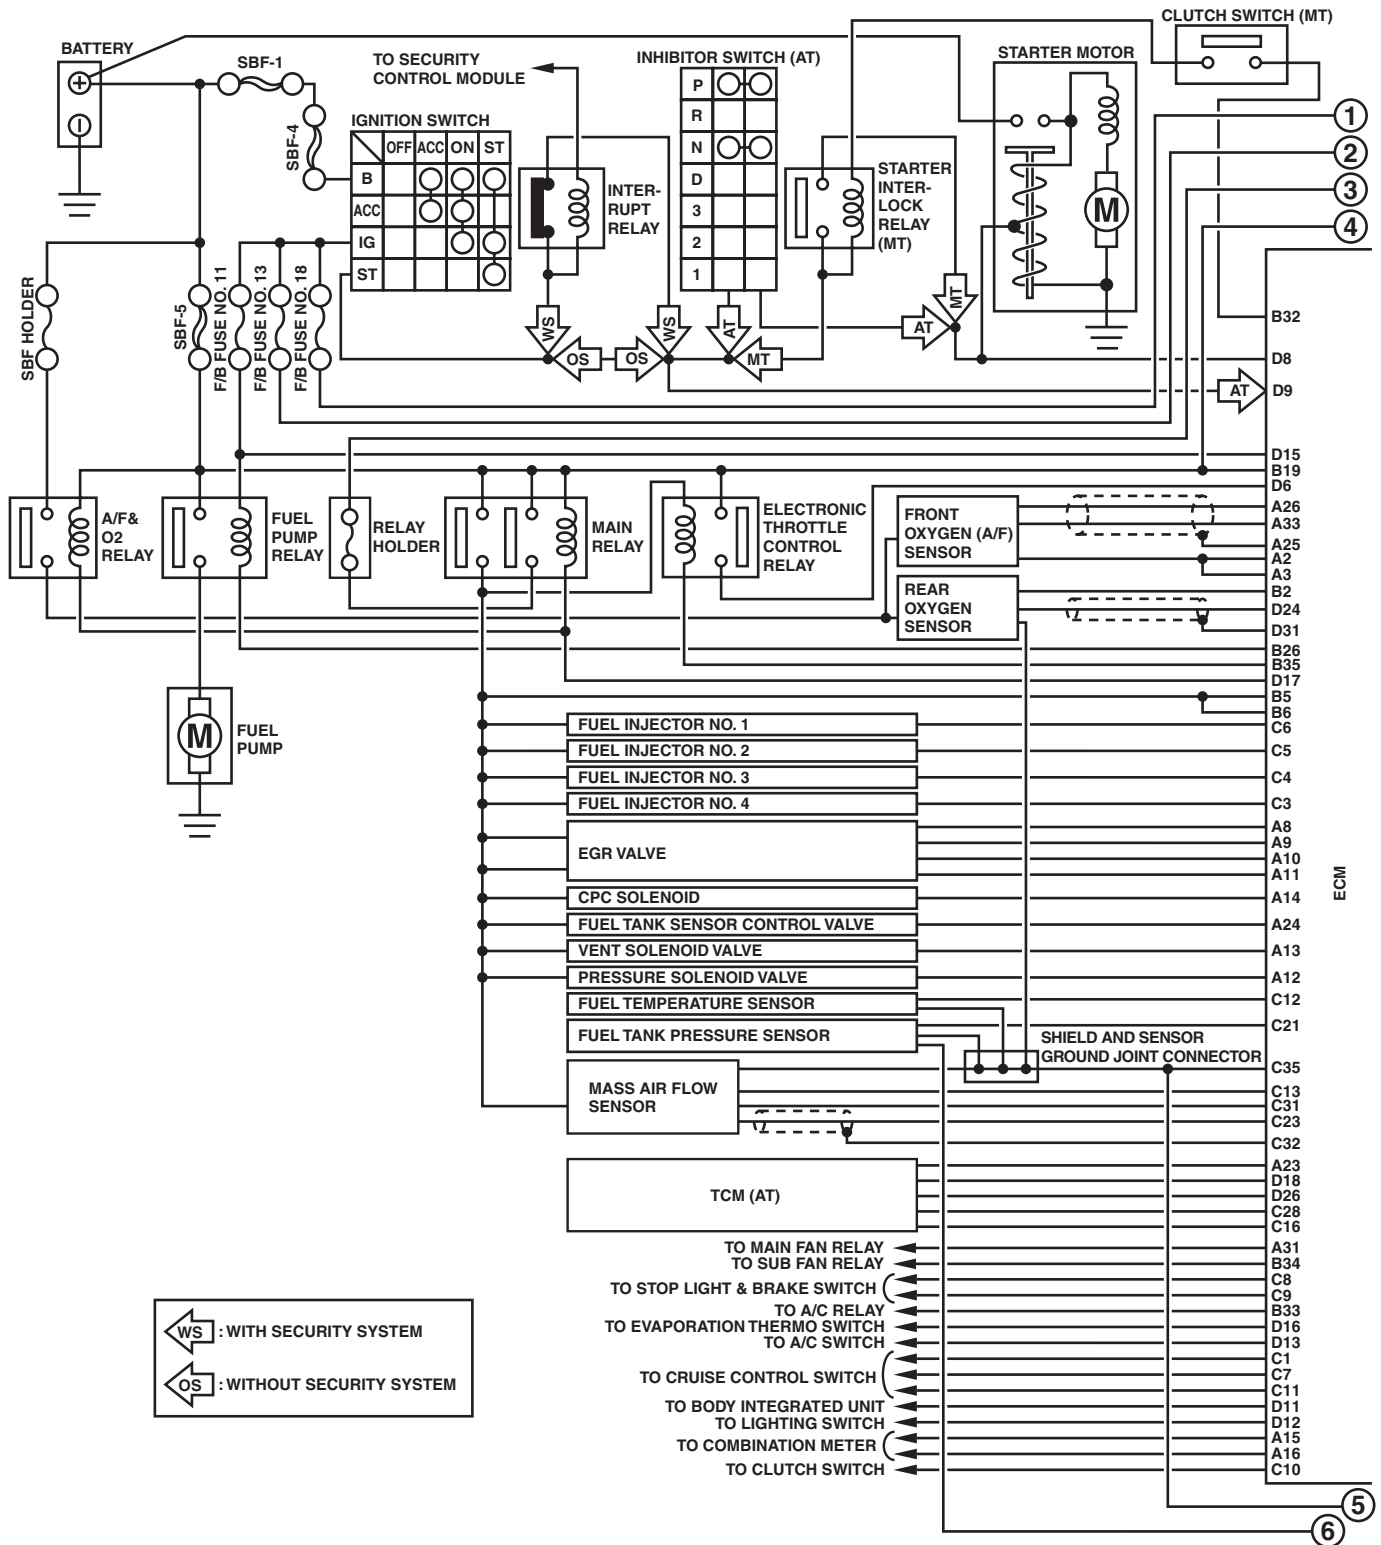 CLUTCH SWITCH (MT)
BATTERY
SBF-1
TO SECURITY
CONTROL MODULE
INHIBITOR SWITCH (AT)
STARTER MOTOR
P
R
N
D
3
2
1
SBF-4
IGNITION SWITCH
OFF ACC ON ST
B
ACC
IG
ST
INTER-
RUPT
RELAY
STARTER
INTER-
LOCK
RELAY
(MT)
M
1
2
3
4
SBF HOLDER
SBF-5
F/B FUSE NO. 11
F/B FUSE NO. 13
F/B FUSE NO. 18
WS
OS
OS
WS
AT
MT
AT
MT
AT
B32
D8
D9
D15
B19
D6
A26
A33
A25
A2
A3
B2
D24
D31
B26
B35
D17
B5
B6
C6
C5
C4
C3
A8
A9
A10
A11
A14
A24
A13
A12
C12
C21
C35
C13
C31
C23
C32
A23
D18
D26
C28
C16
A31
B34
C8
C9
B33
D16
D13
C1
C7
C11
D11
D12
A15
A16
C10
ECM
A/F&
O2
RELAY
FUEL
PUMP
RELAY
RELAY
HOLDER
MAIN
RELAY
ELECTRONIC
THROTTLE
CONTROL
RELAY
FRONT
OXYGEN (A/F)
SENSOR
REAR
OXYGEN
SENSOR
M
FUEL
PUMP
FUEL INJECTOR NO. 1
FUEL INJECTOR NO. 2
FUEL INJECTOR NO. 3
FUEL INJECTOR NO. 4
EGR VALVE
CPC SOLENOID
FUEL TANK SENSOR CONTROL VALVE
VENT SOLENOID VALVE
PRESSURE SOLENOID VALVE
FUEL TEMPERATURE SENSOR
FUEL TANK PRESSURE SENSOR
SHIELD AND SENSOR
GROUND JOINT CONNECTOR
MASS AIR FLOW
SENSOR
TCM (AT)
TO MAIN FAN RELAY
TO SUB FAN RELAY
TO STOP LIGHT & BRAKE SWITCH
TO A/C RELAY
TO EVAPORATION THERMO SWITCH
TO A/C SWITCH
TO CRUISE CONTROL SWITCH
TO BODY INTEGRATED UNIT
TO LIGHTING SWITCH
TO COMBINATION METER
TO CLUTCH SWITCH
WS : WITH SECURITY SYSTEM
OS : WITHOUT SECURITY SYSTEM
5
6